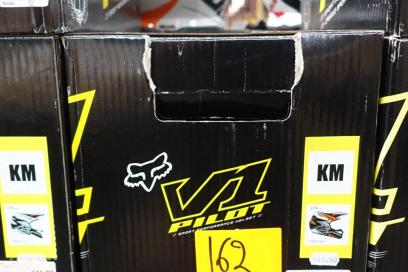 KM
KM
V1
PILOT
SPORT PERFORMANCE HELMET
162